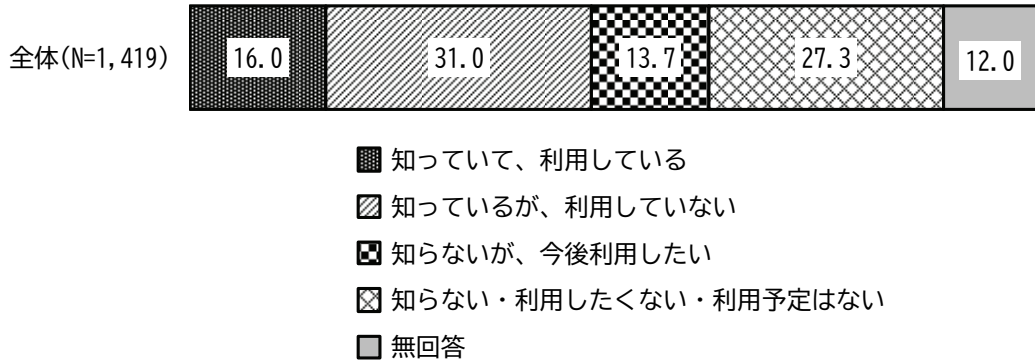 全体(N=1,419) 16.0 31.0 13.7 27.3 12.0
知っていて、利用している
知っているが、利用していない
知らないが、今後利用したい
知らない・利用したくない・利用予定はない
無回答